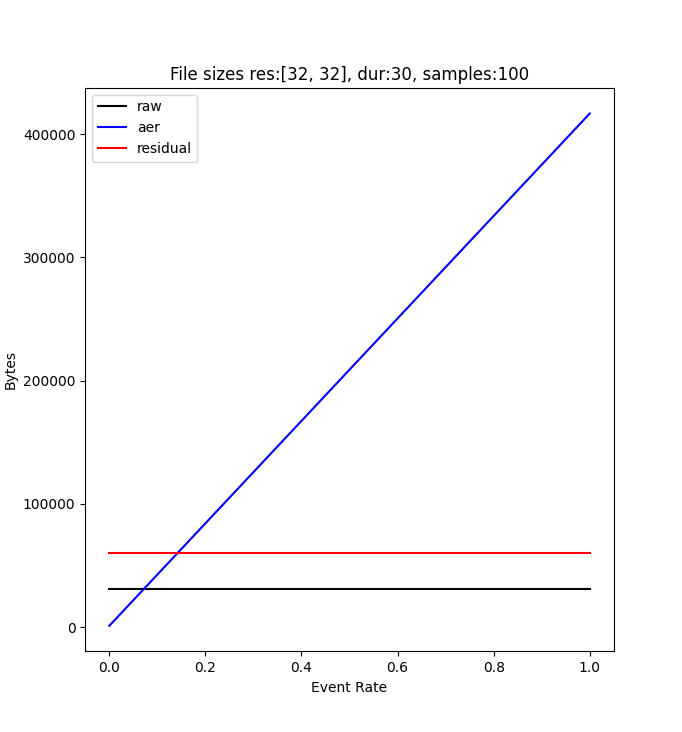 File sizes res:[32, 32], dur:30, samples:100
raw
aer
residual
400000
300000
200000
100000
0
Bytes
0.0 0.2 0.4 0.6 0.8 1.0
Event Rate